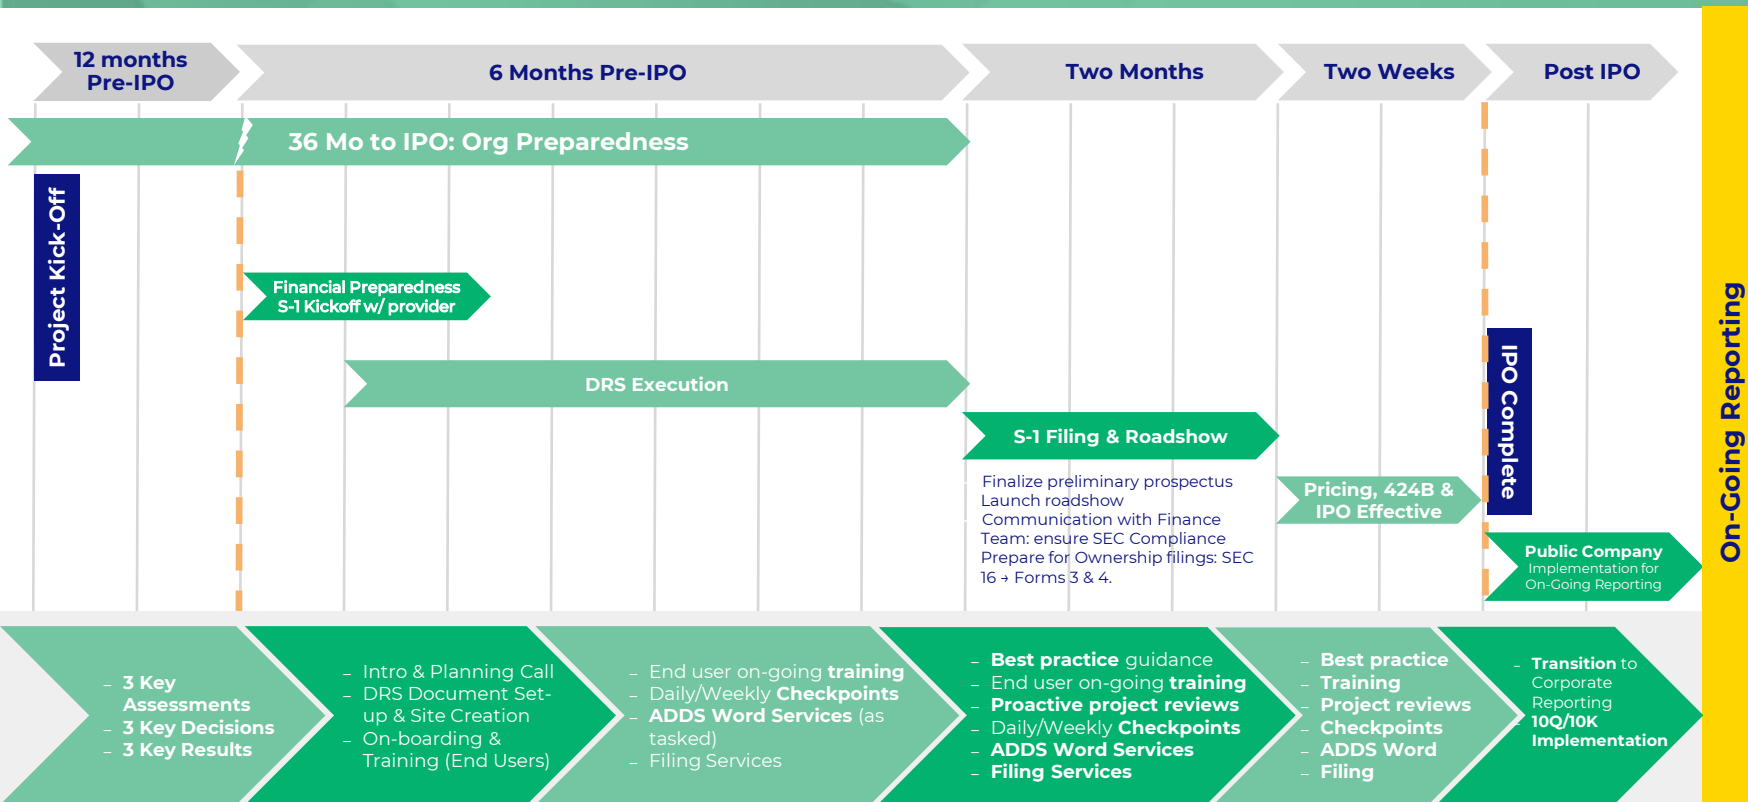 12 months
Pre-IPO
6 Months Pre-IPO
Two Months
Two Weeks
Post IPO
36 Mo to IPO: Org Preparedness
Project Kick-Off
Financial Preparedness
S-1 Kickoff w/ provider
DRS Execution
S-1 Filing & Roadshow
Finalize preliminary prospectus
Launch roadshow
Communication with Finance
Team: ensure SEC Compliance
Prepare for Ownership filings: SEC
16 → Forms 3 & 4.
Pricing, 424B &
IPO Effective
IPO Complete
Public Company
Implementation for
On-Going Reporting
On-Going Reporting
– 3 Key
Assessments
– 3 Key Decisions
– 3 Key Results
– Intro & Planning Call
– DRS Document Set-
up & Site Creation
– On-boarding &
Training (End Users)
– End user on-going training
– Daily/Weekly Checkpoints
– ADDS Word Services (as
tasked)
– Filing Services
– Best practice guidance
– End user on-going training
– Proactive project reviews
– Daily/Weekly Checkpoints
– ADDS Word Services
– Filing Services
– Best practice
– Training
– Project reviews
– Checkpoints
– ADDS Word
– Filing
– Transition to
Corporate
Reporting
– 10Q/10K
Implementation